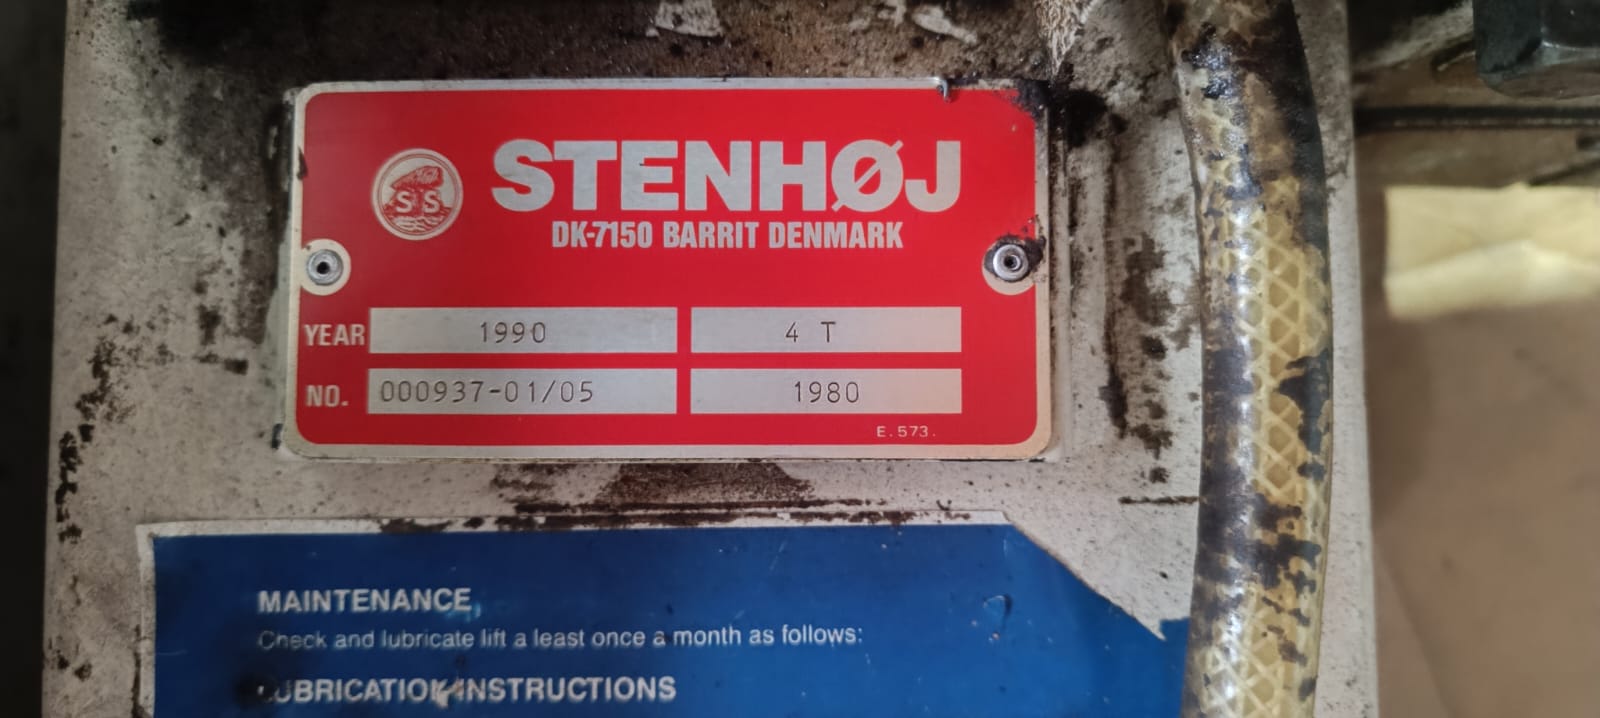 STENHØJ
S S
DK-7150 BARRIT DENMARK
YEAR 1990 4 T
NO. 000937-01/05 1980
E.573.
MAINTENANCE
Check and lubricate lift a least once a month as follows:
LUBRICATION INSTRUCTIONS